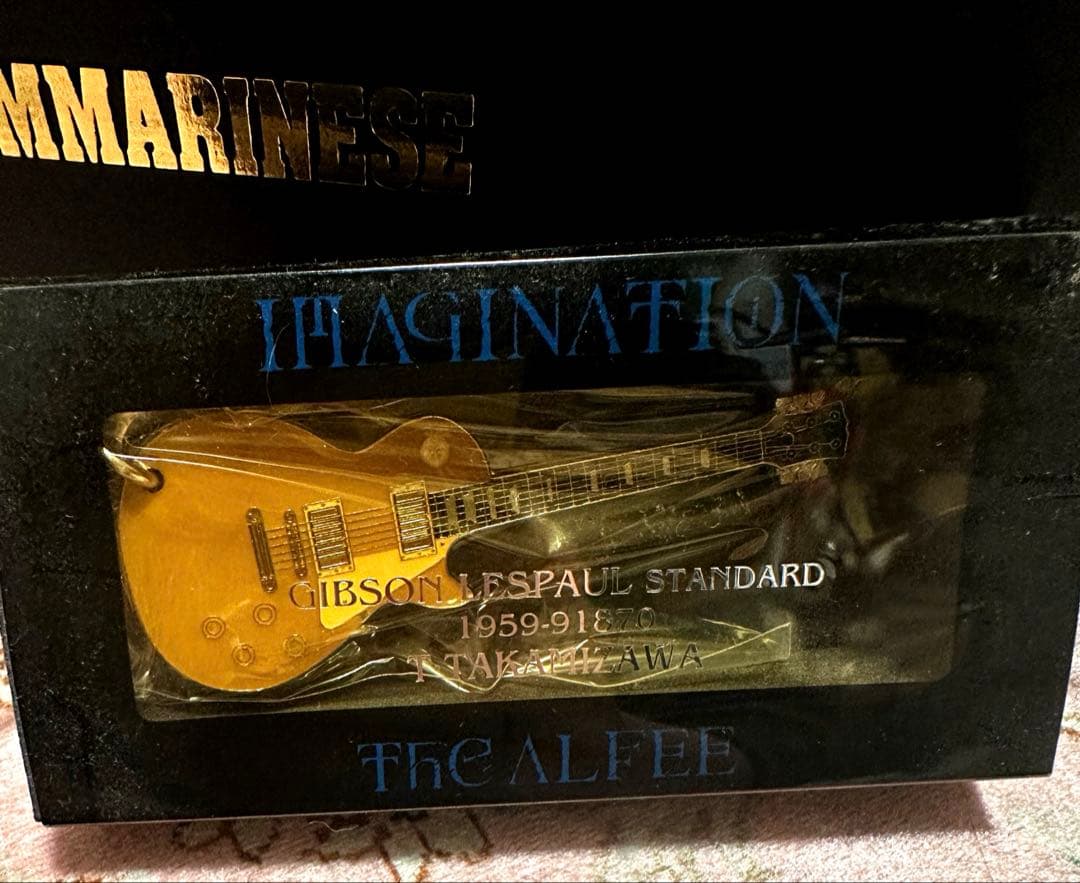 MMARINESE
IMAGINATION
GIBSON LESPAUL STANDARD
1959-91870
T.TAKAMIZAWA
THE ALFEE